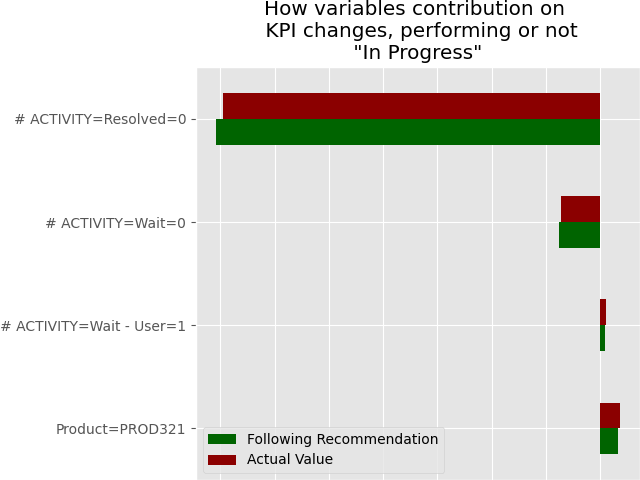 How variables contribution on
KPI changes, performing or not
"In Progress"
# ACTIVITY=Resolved=0
# ACTIVITY=Wait=0
# ACTIVITY=Wait - User=1
Product=PROD321
Following Recommendation
Actual Value